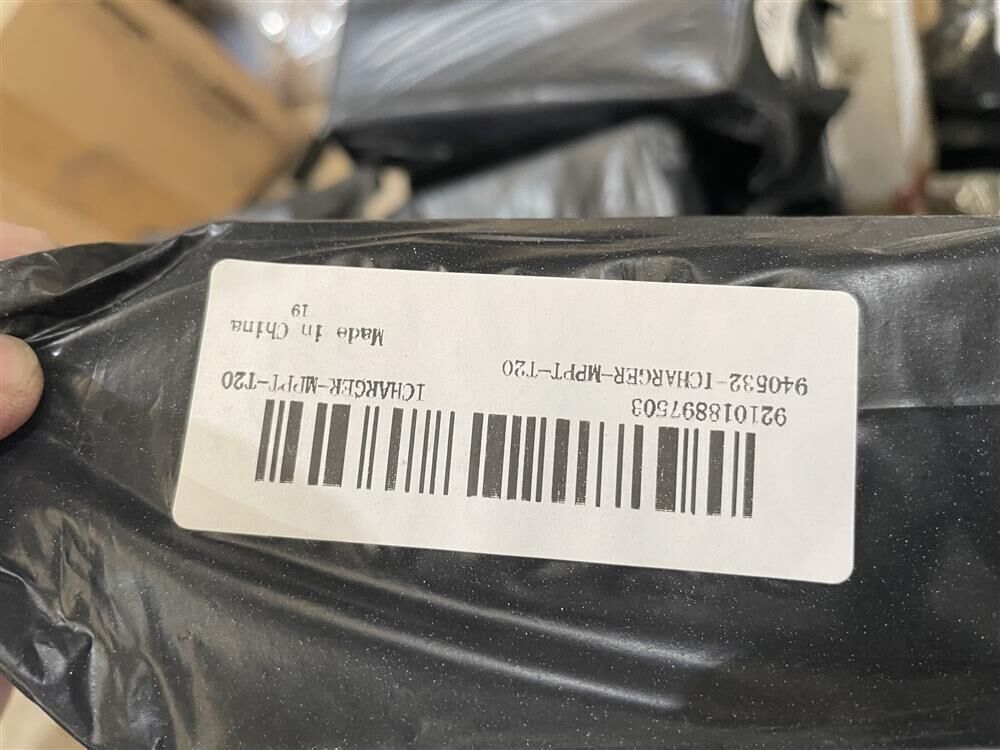 921018897503 ICHARGER-MPPT-T20
940532-ICHARGER-MPPT-T20
Made in China
19